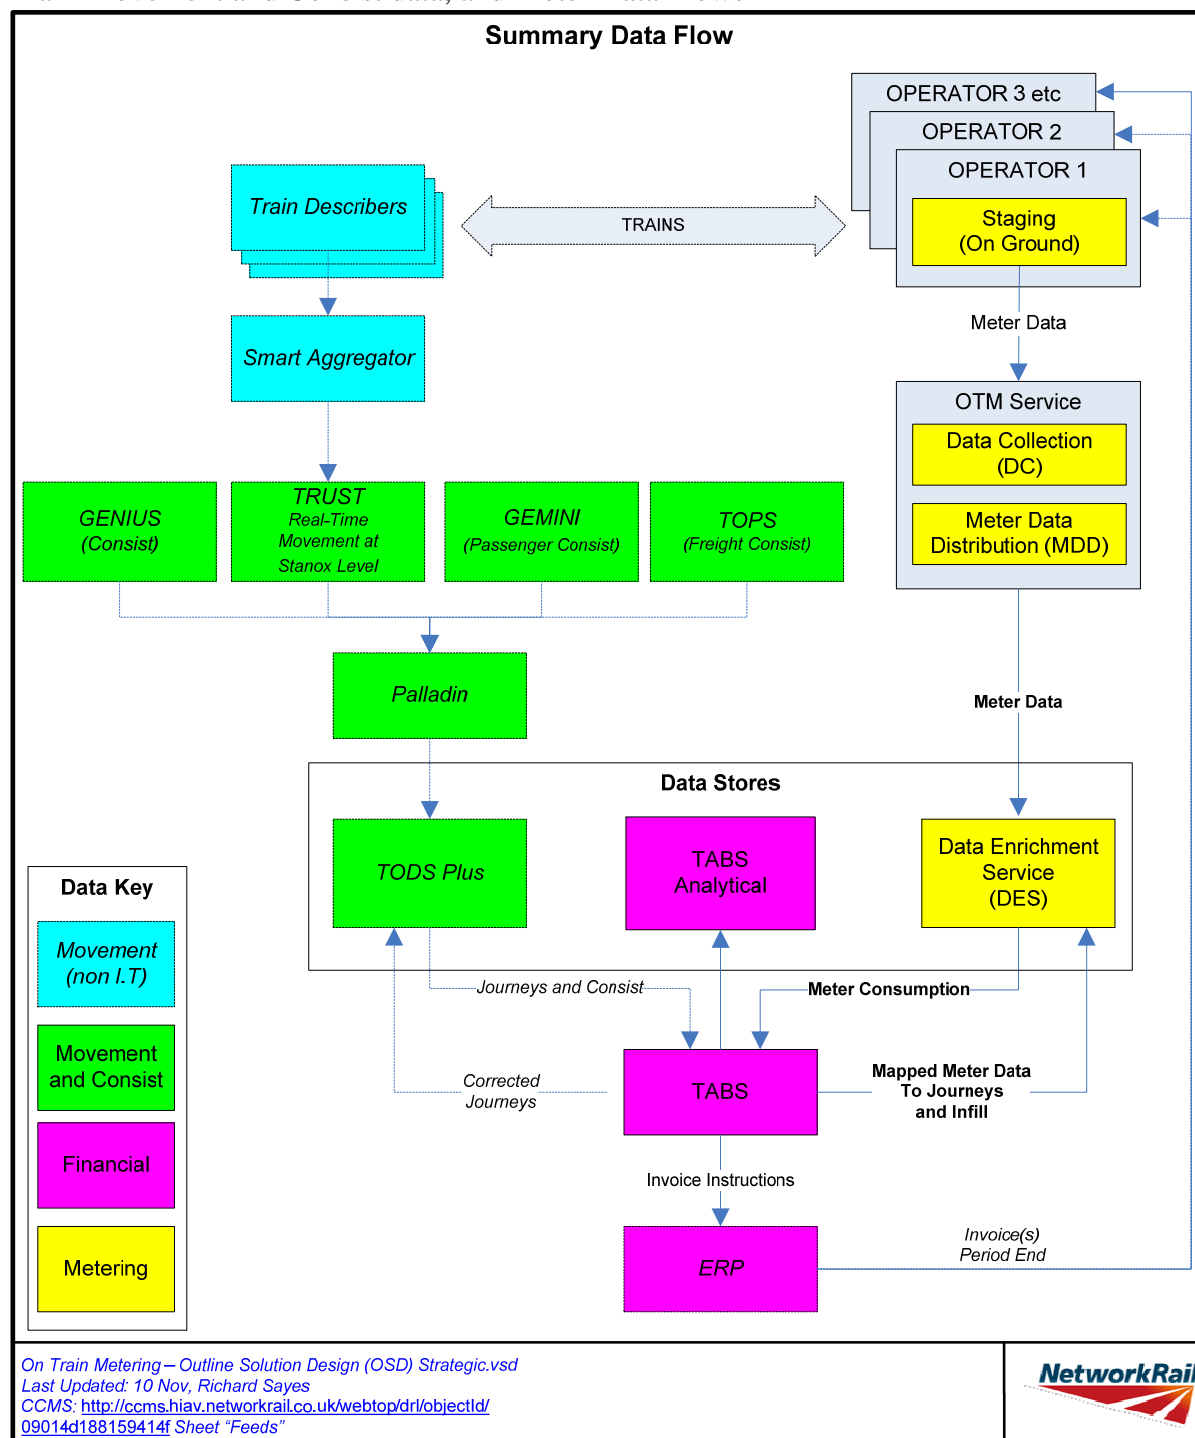 Summary Data Flow
OPERATOR 3 etc
OPERATOR 2
OPERATOR 1
Staging
(On Ground)
Train Describers
TRAINS
Meter Data
Smart Aggregator
OTM Service
Data Collection
(DC)
Meter Data
Distribution (MDD)
GENIUS
(Consist)
TRUST
Real-Time
Movement at
Stanox Level
GEMINI
(Passenger Consist)
TOPS
(Freight Consist)
Palladin
Meter Data
Data Stores
TODS Plus
TABS
Analytical
Data Enrichment
Service
(DES)
Data Key
Movement
(non I.T)
Movement
and Consist
Financial
Metering
Journeys and Consist
Meter Consumption
Corrected
Journeys
TABS
Mapped Meter Data
To Journeys
and Infill
Invoice Instructions
ERP
Invoice(s)
Period End
On Train Metering – Outline Solution Design (OSD) Strategic.vsd
Last Updated: 10 Nov, Richard Sayes
CCMS: http://ccms.hiav.networkrail.co.uk/webtop/drl/objectId/
09014d188159414f Sheet “Feeds”
NetworkRail